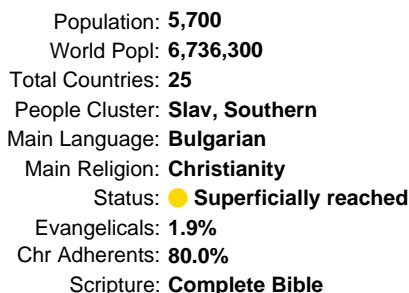 Population: 5,700
World Popl: 6,736,300
Total Countries: 25
People Cluster: Slav, Southern
Main Language: Bulgarian
Main Religion: Christianity
Status: Superficially reached
Evangelicals: 1.9%
Chr Adherents: 80.0%
Scripture: Complete Bible